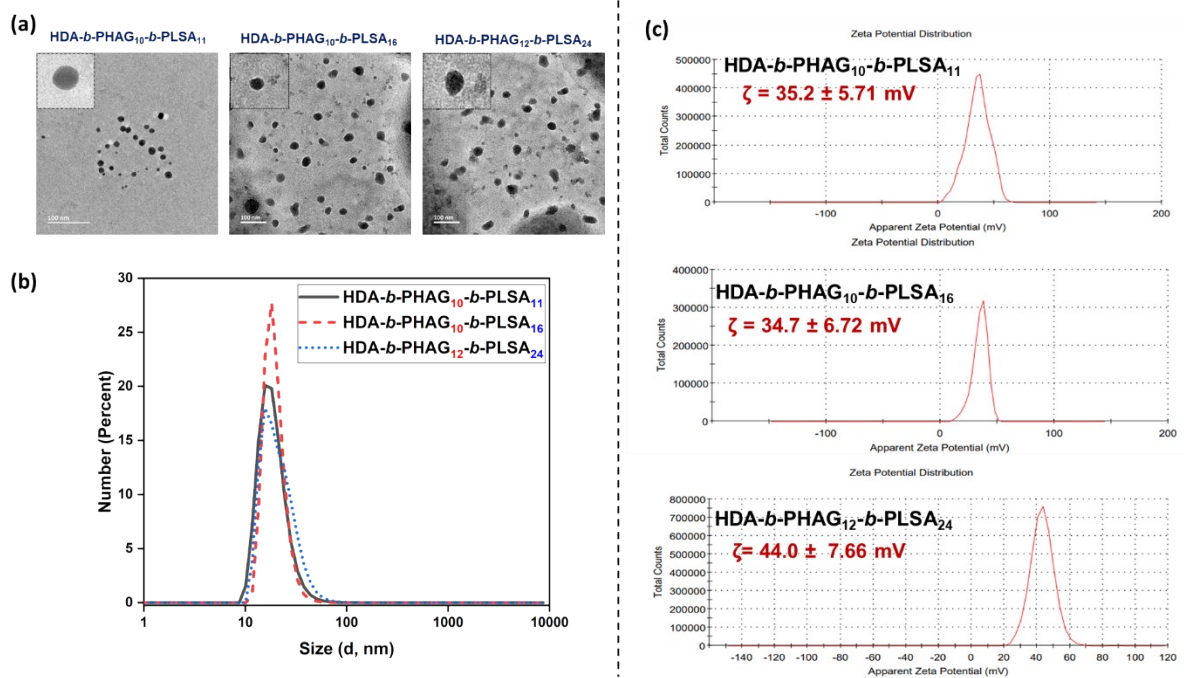 (a)
HDA-b-PHAG10-b-PLSA11
HDA-b-PHAG10-b-PLSA16
HDA-b-PHAG12-b-PLSA24
100 nm
100 nm
100 nm
(b)
30
25
20
15
10
5
0
Number (Percent)
HDA-b-PHAG10-b-PLSA11
HDA-b-PHAG10-b-PLSA16
HDA-b-PHAG12-b-PLSA24
1 10 100 1000 10000
Size (d, nm)
(c)
Zeta Potential Distribution
HDA-b-PHAG10-b-PLSA11
ζ = 35.2 ± 5.71 mV
Total Counts
500000
400000
300000
200000
100000
0
-100 0 100 200
Apparent Zeta Potential (mV)
Zeta Potential Distribution
HDA-b-PHAG10-b-PLSA16
ζ = 34.7 ± 6.72 mV
Total Counts
400000
300000
200000
100000
0
-100 0 100 200
Apparent Zeta Potential (mV)
Zeta Potential Distribution
HDA-b-PHAG12-b-PLSA24
ζ= 44.0 ± 7.66 mV
Total Counts
800000
700000
600000
500000
400000
300000
200000
100000
0
-140 -120 -100 -80 -60 -40 -20 0 20 40 60 80 100 120
Apparent Zeta Potential (mV)